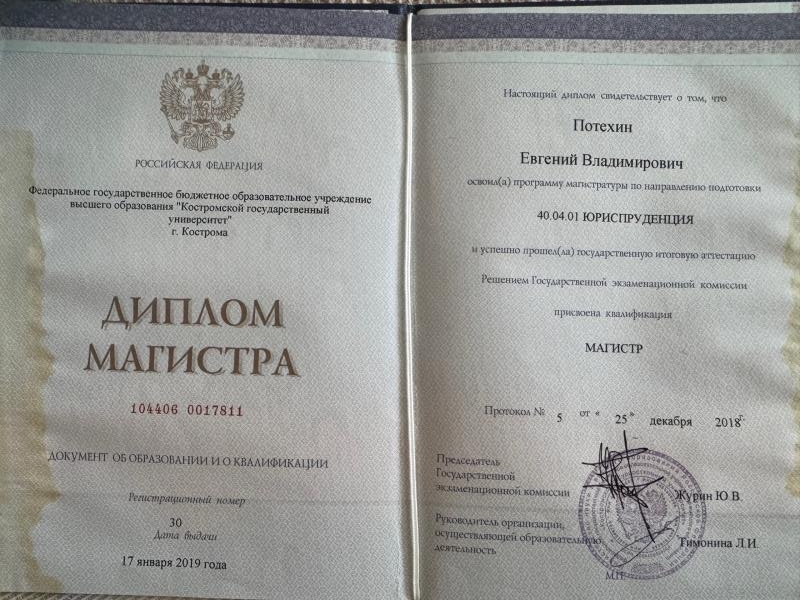 РОССИЙСКАЯ ФЕДЕРАЦИЯ
Федеральное государственное бюджетное образовательное учреждение
высшего образования "Костромской государственный
университет"
г. Кострома
ДИПЛОМ
МАГИСТРА
104406 0017811
ДОКУМЕНТ ОБ ОБРАЗОВАНИИ И О КВАЛИФИКАЦИИ
Регистрационный номер
30
Дата выдачи
17 января 2019 года
Настоящий диплом свидетельствует о том, что
Потехин
Евгений Владимирович
освоил(а) программу магистратуры по направлению подготовки
40.04.01 ЮРИСПРУДЕНЦИЯ
и успешно прошел(ла) государственную итоговую аттестацию
Решением Государственной экзаменационной комиссии
присвоена квалификация
МАГИСТР
Протокол № 5 от « 25 » декабря 2018 г.
Председатель
Государственной
экзаменационной комиссии Журин Ю.В.
Руководитель организации,
осуществляющей образовательную
деятельность Тимонина Л.И.
М.П.